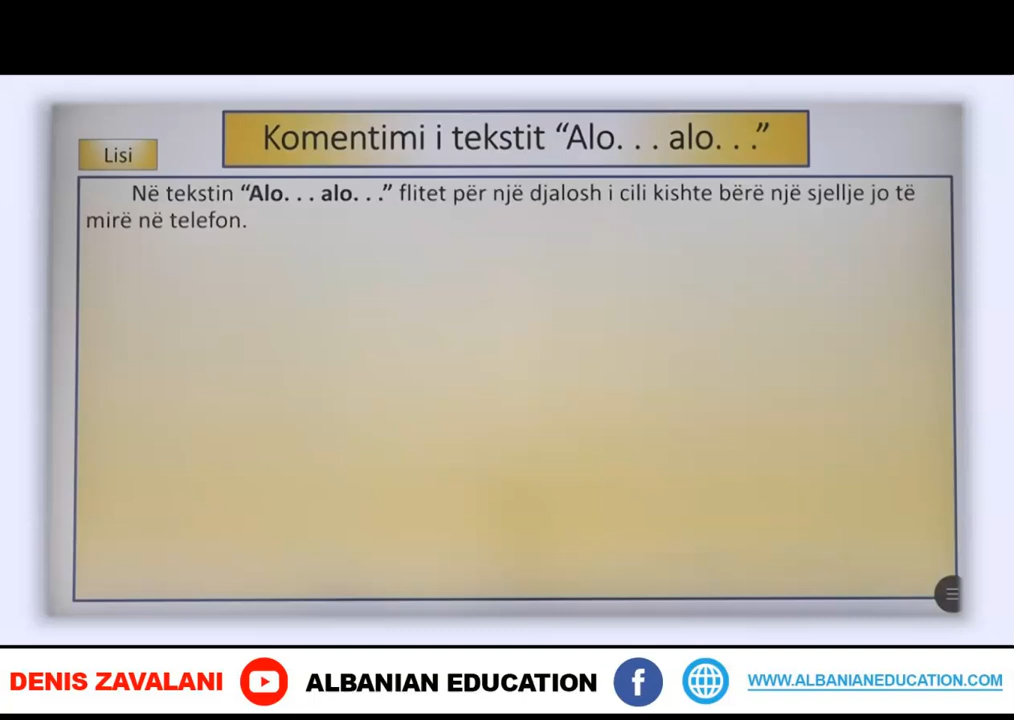 Komentimi i tekstit “Alo. . . alo. . .”
Lisi
Në tekstin “Alo. . . alo. . .” flitet për një djalosh i cili kishte bërë një sjellje jo të
mirë në telefon.
DENIS ZAVALANI
ALBANIAN EDUCATION
f
WWW.ALBANIANEDUCATION.COM